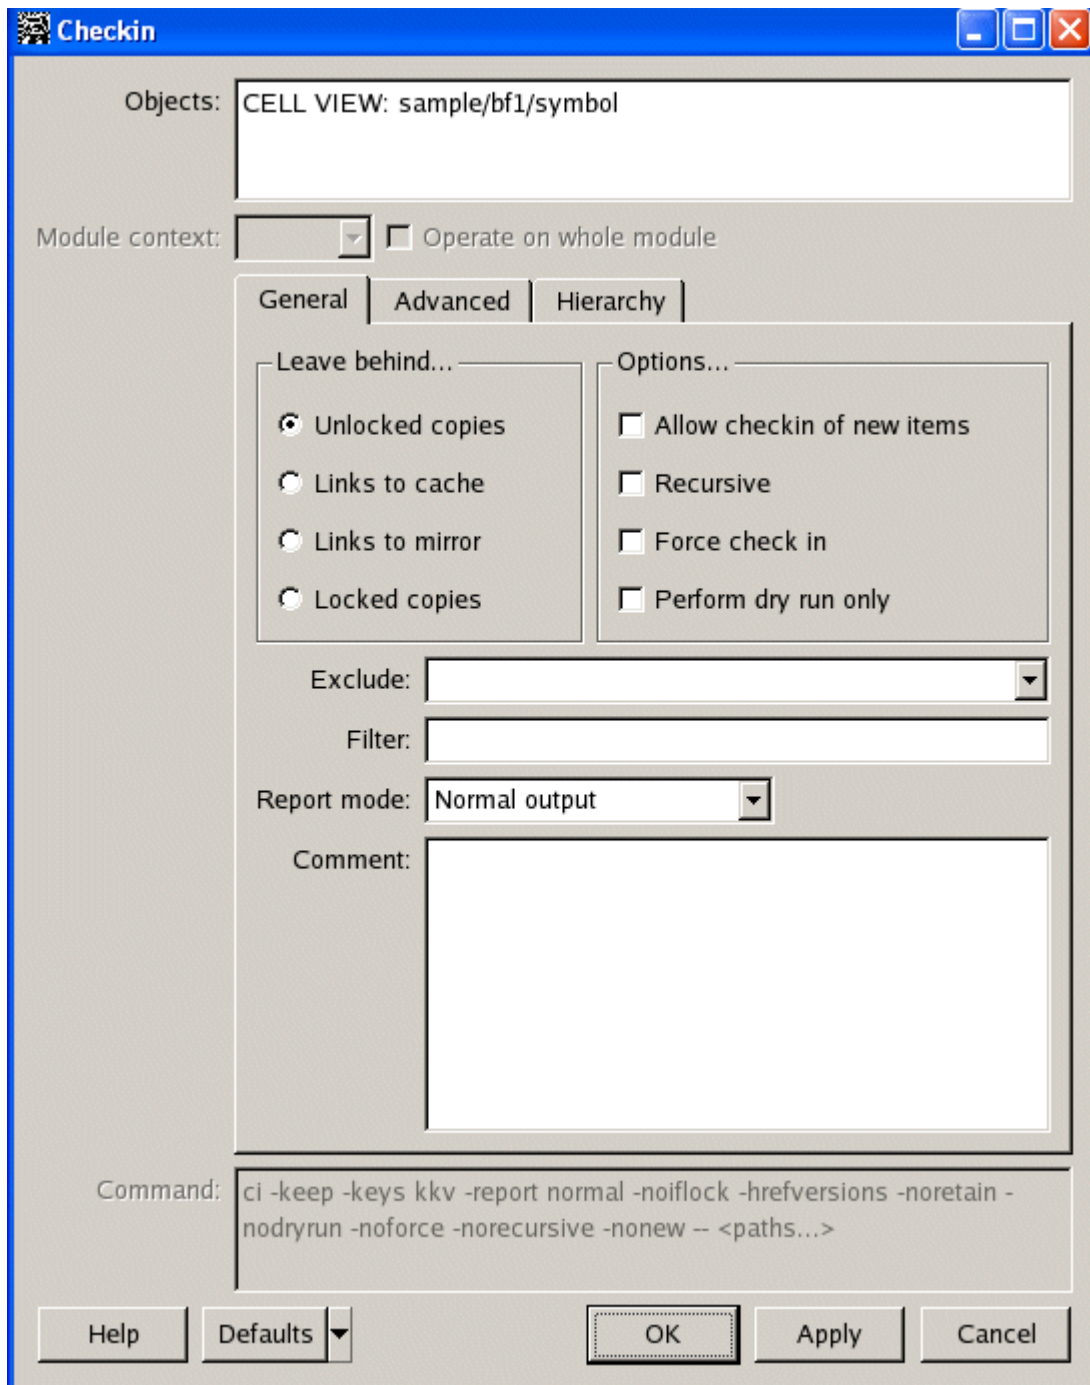 Checkin
Objects: CELL VIEW: sample/bf1/symbol
Module context: Operate on whole module
General Advanced Hierarchy
Leave behind... Options...
Unlocked copies Allow checkin of new items
Links to cache Recursive
Links to mirror Force check in
Locked copies Perform dry run only
Exclude:
Filter:
Report mode: Normal output
Comment:
Command: ci -keep -keys kkv -report normal -noiflock -hrefversions -noretain -
nodryrun -noforce -norecursive -nonew -- <paths...>
Help Defaults OK Apply Cancel